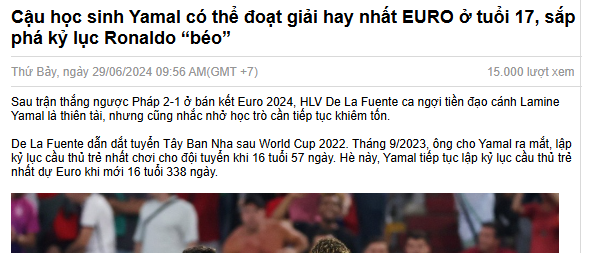 Cậu học sinh Yamal có thể đoạt giải hay nhất EURO ở tuổi 17, sắp
phá kỷ lục Ronaldo “béo”
Thứ Bảy, ngày 29/06/2024 09:56 AM(GMT +7)
15.000 lượt xem
Sau trận thắng ngược Pháp 2-1 ở bán kết Euro 2024, HLV De La Fuente ca ngợi tiền đạo cánh Lamine
Yamal là thiên tài, nhưng cũng nhắc nhở học trò cần tiếp tục khiêm tốn.
De La Fuente dẫn dắt tuyển Tây Ban Nha sau World Cup 2022. Tháng 9/2023, ông cho Yamal ra mắt, lập
kỷ lục cầu thủ trẻ nhất chơi cho đội tuyển khi 16 tuổi 57 ngày. Hè này, Yamal tiếp tục lập kỷ lục cầu thủ trẻ
nhất dự Euro khi mới 16 tuổi 338 ngày.